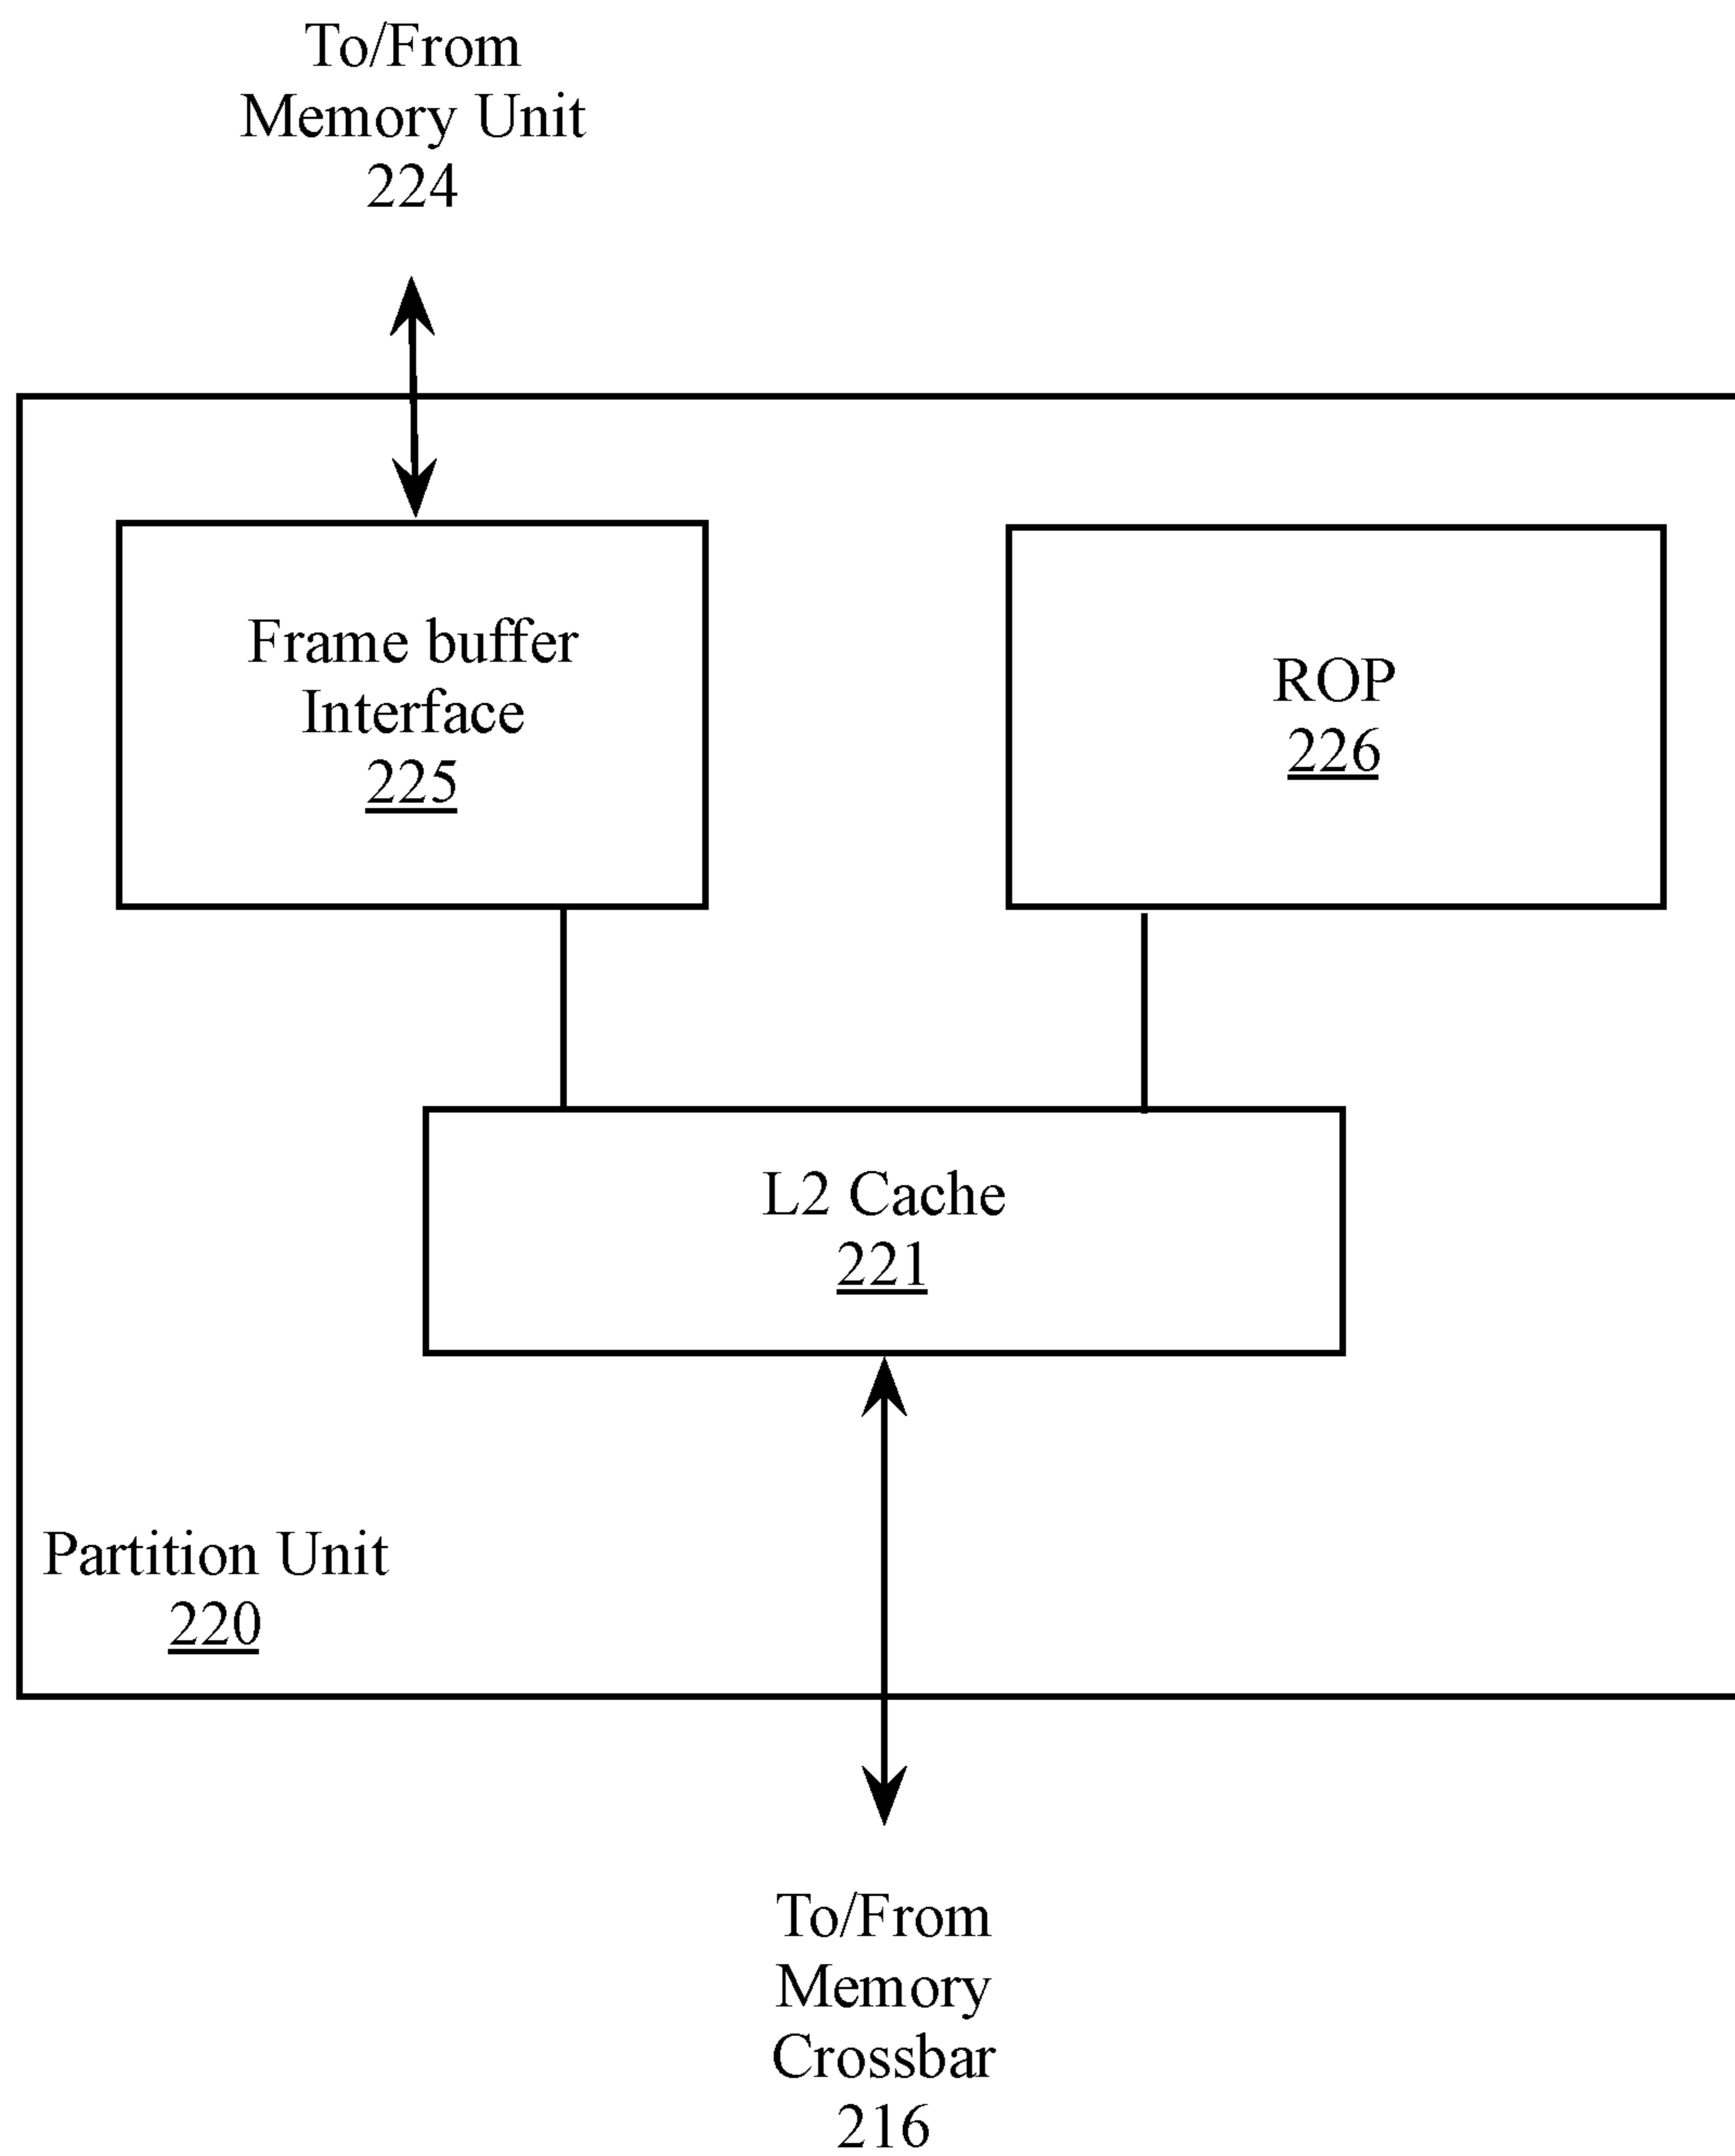 To/From
Memory Unit
224
Frame buffer
Interface
225
ROP
226
L2 Cache
221
Partition Unit
220
To/From
Memory
Crossbar
216